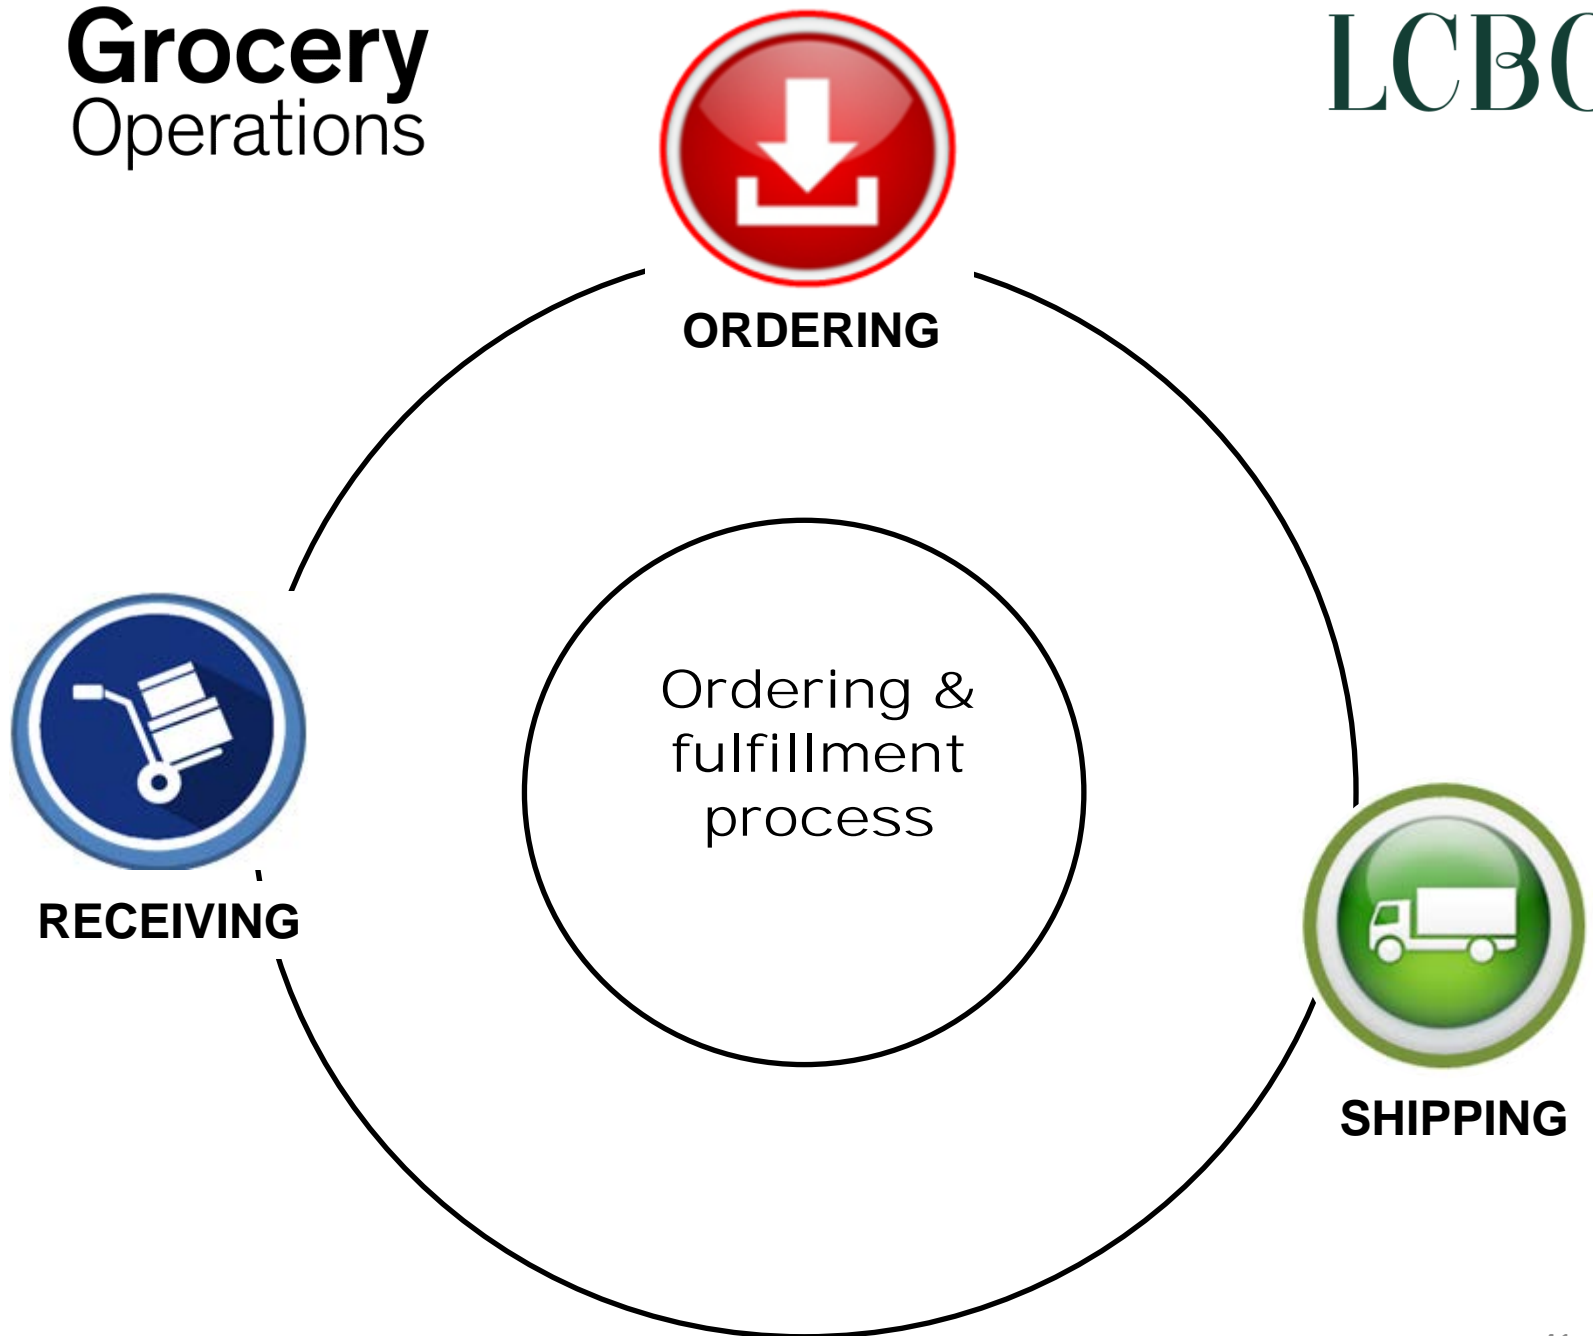 Grocery
Operations
LCBO
ORDERING
Ordering &
fulfillment
process
RECEIVING
SHIPPING